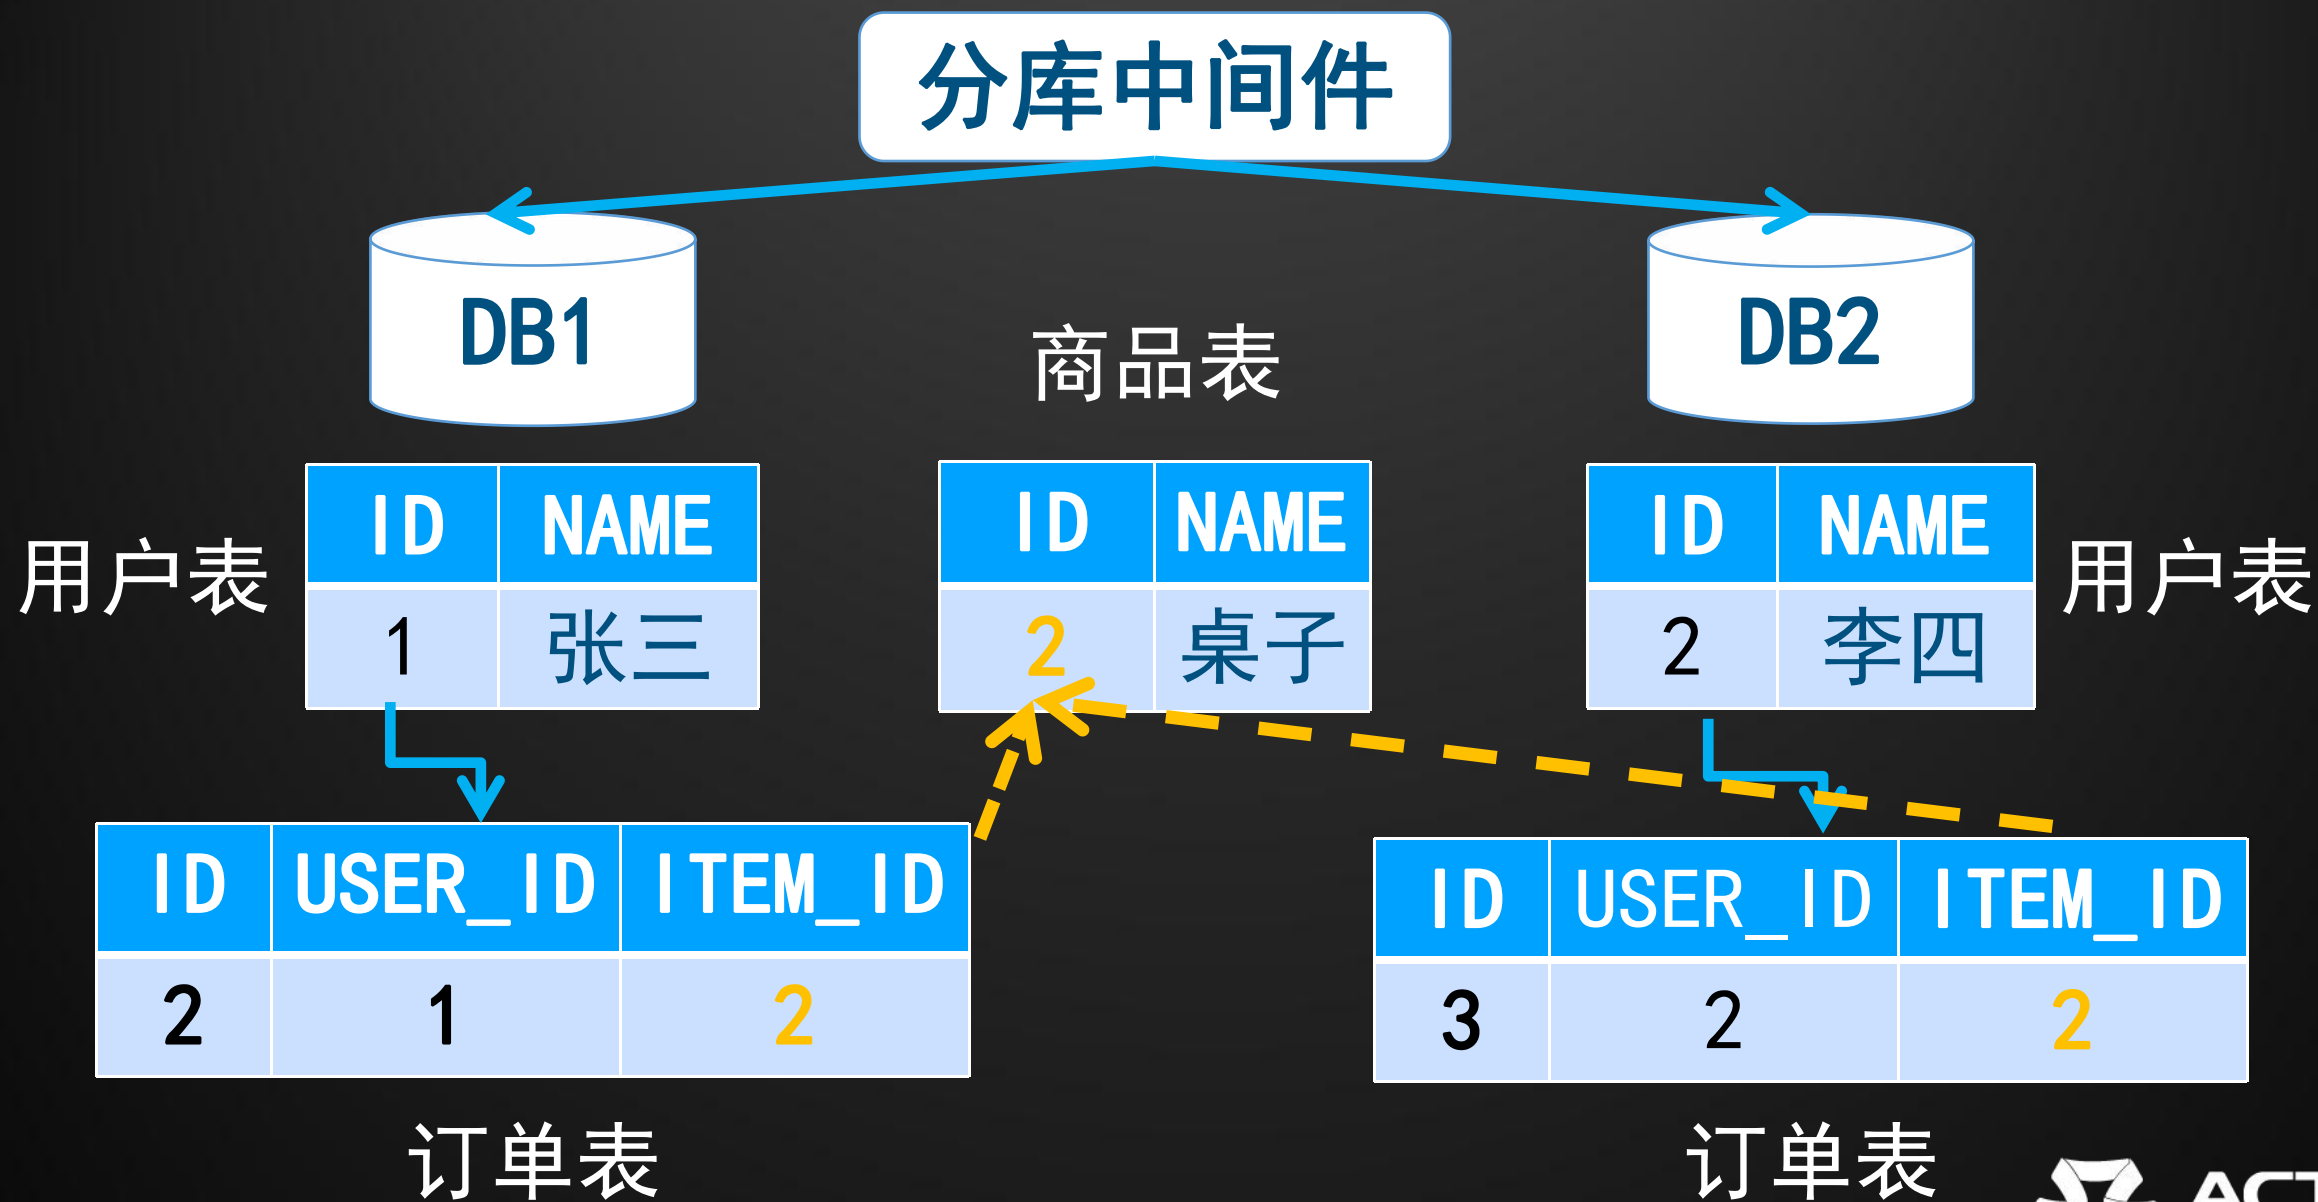 分库中间件
DB1
DB2
商品表
用户表
ID NAME
1 张三
ID NAME
2 桌子
ID NAME
2 李四
用户表
ID USER_ID ITEM_ID
2 1 2
订单表
ID USER_ID ITEM_ID
3 2 2
订单表